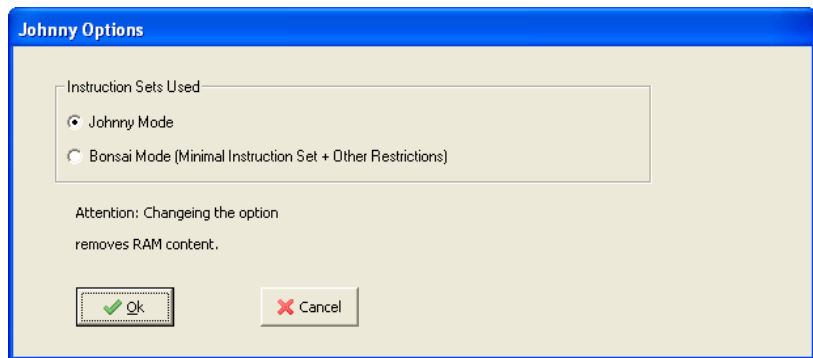 Johnny Options
Instruction Sets Used
Johnny Mode
Bonsai Mode (Minimal Instruction Set + Other Restrictions)
Attention: Changeing the option
removes RAM content.
Ok
Cancel